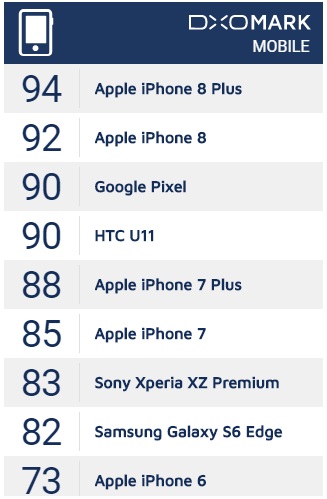 DXOMARK
MOBILE
94 Apple iPhone 8 Plus
92 Apple iPhone 8
90 Google Pixel
90 HTC U11
88 Apple iPhone 7 Plus
85 Apple iPhone 7
83 Sony Xperia XZ Premium
82 Samsung Galaxy S6 Edge
73 Apple iPhone 6